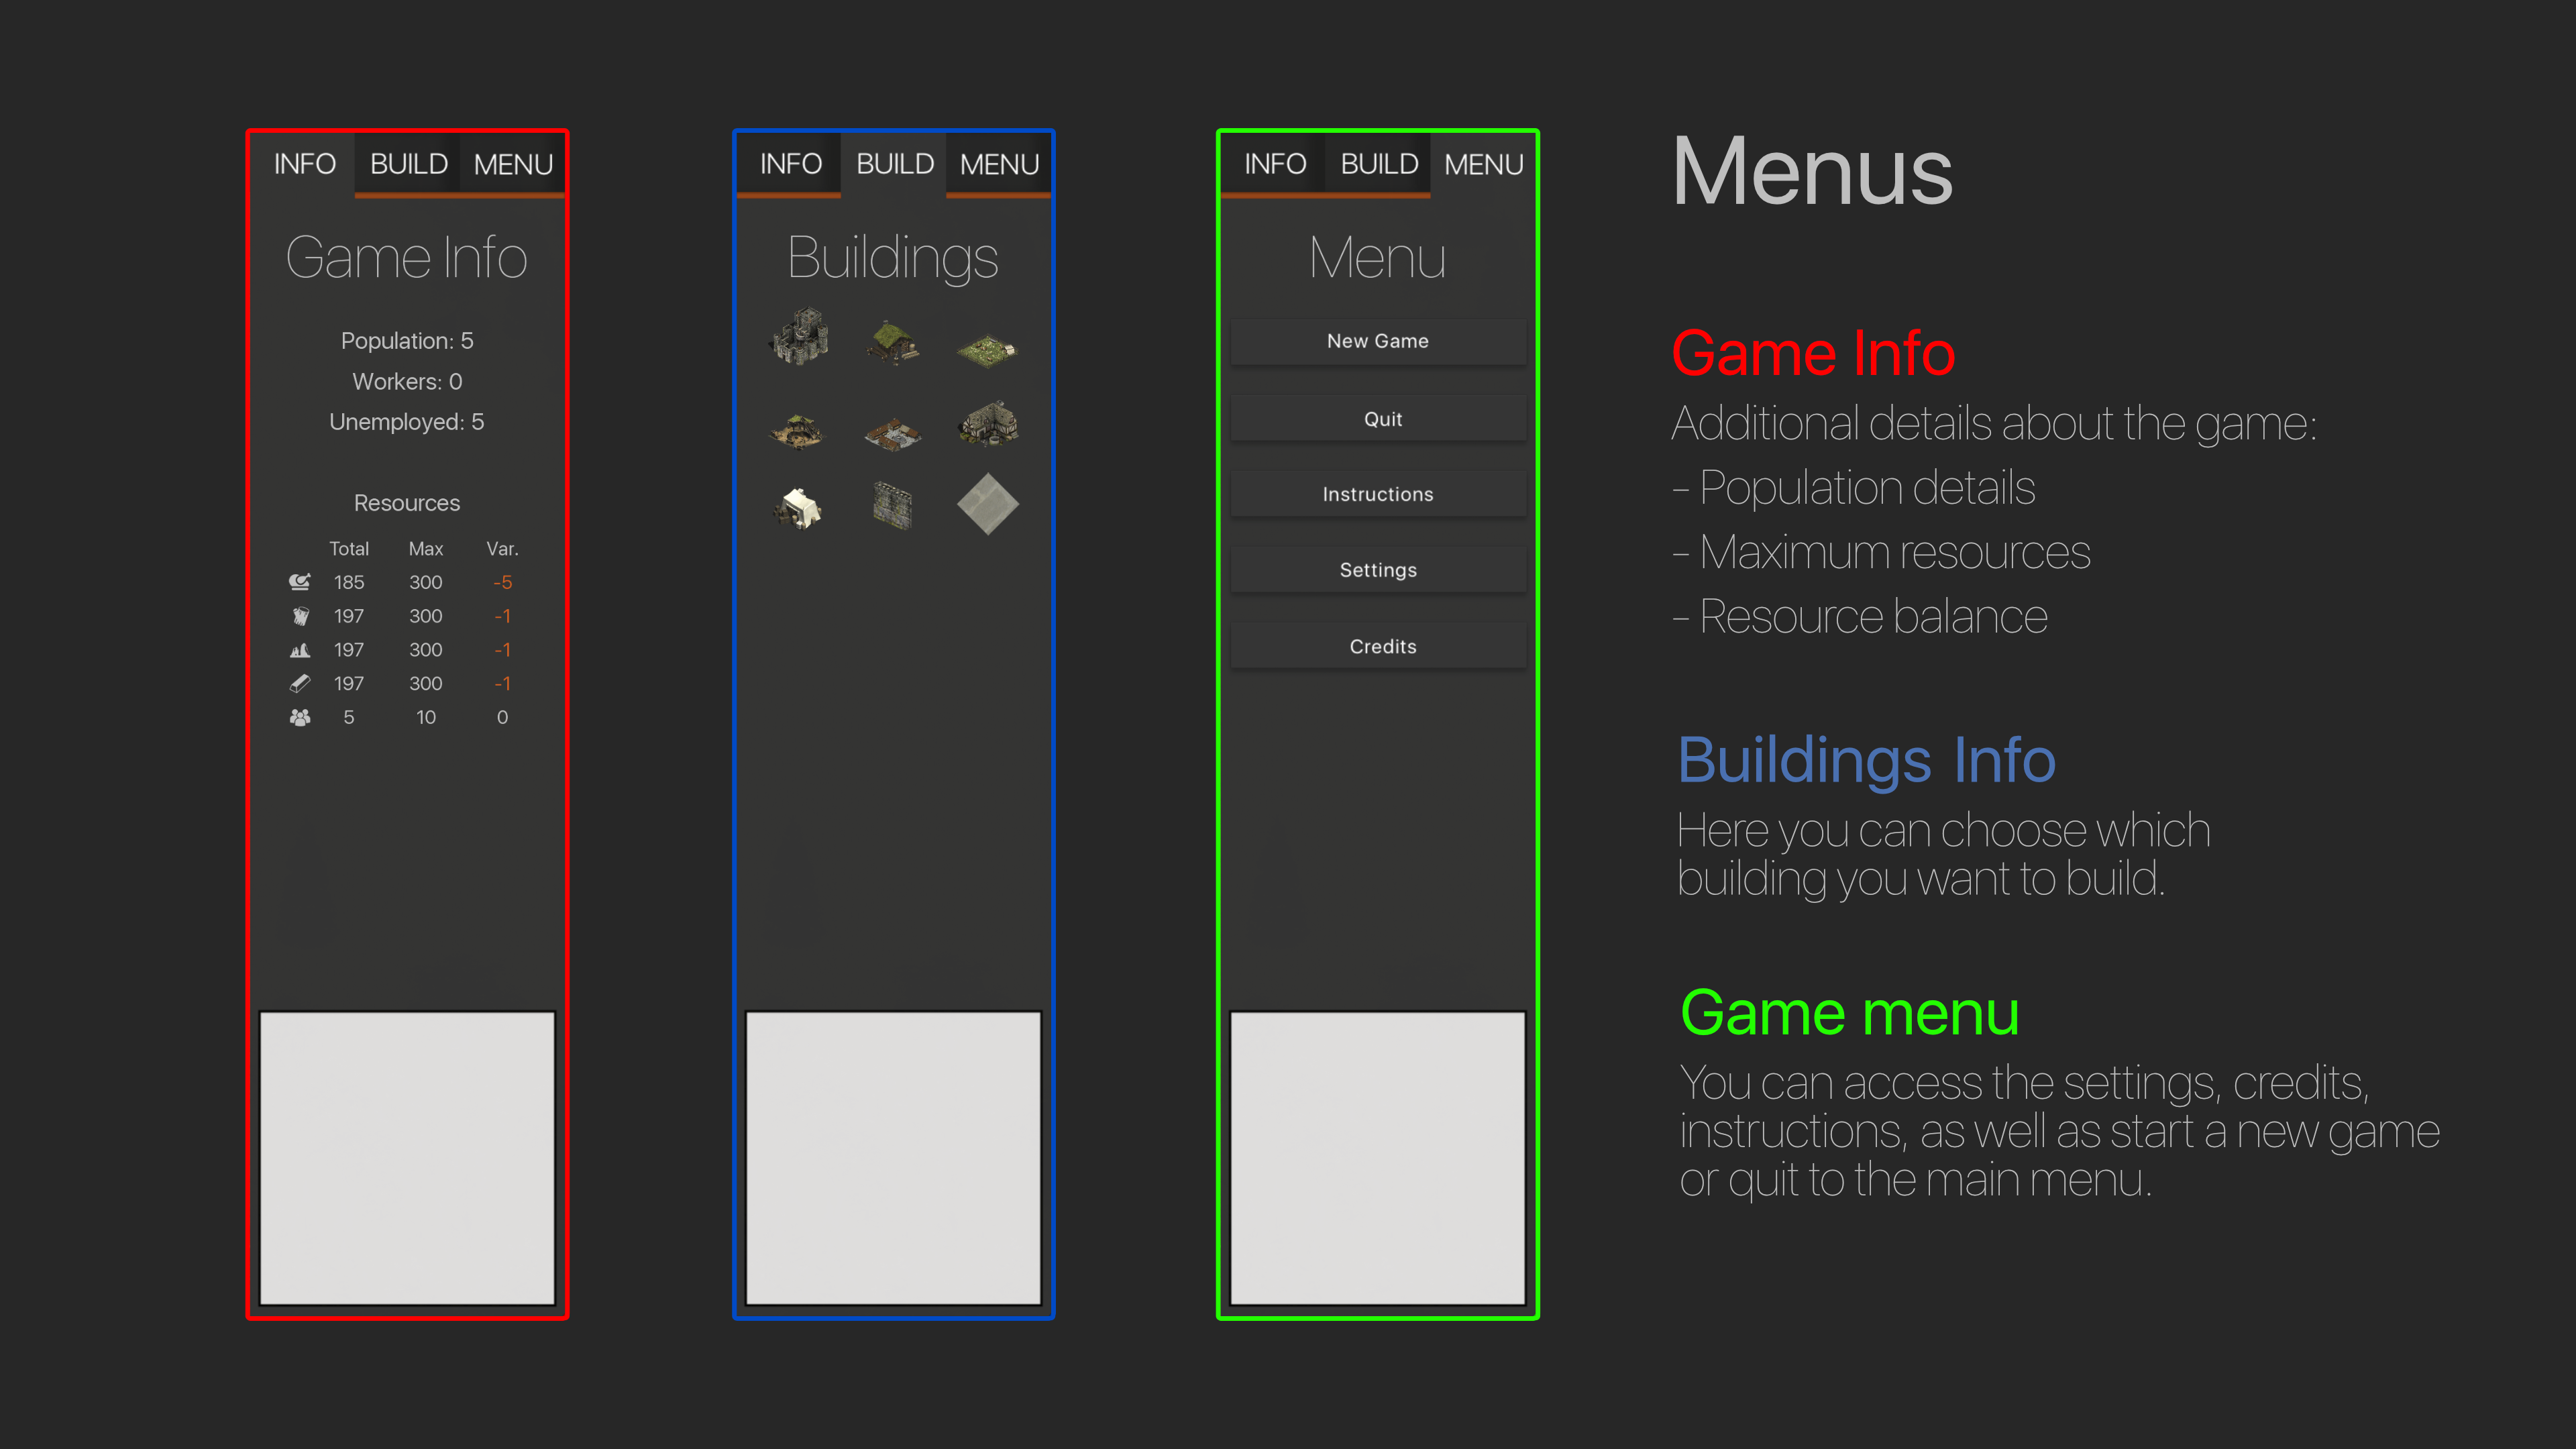 INFO BUILD MENU
Game Info
Population: 5
Workers: 0
Unemployed: 5
Resources
Total Max Var.
185 300 -5
197 300 -1
197 300 -1
197 300 -1
5 10 0
INFO BUILD MENU
Buildings
INFO BUILD MENU
Menu
New Game
Quit
Instructions
Settings
Credits
Menus
Game Info
Additional details about the game:
- Population details
- Maximum resources
- Resource balance
Buildings Info
Here you can choose which
building you want to build.
Game menu
You can access the settings, credits,
instructions, as well as start a new game
or quit to the main menu.